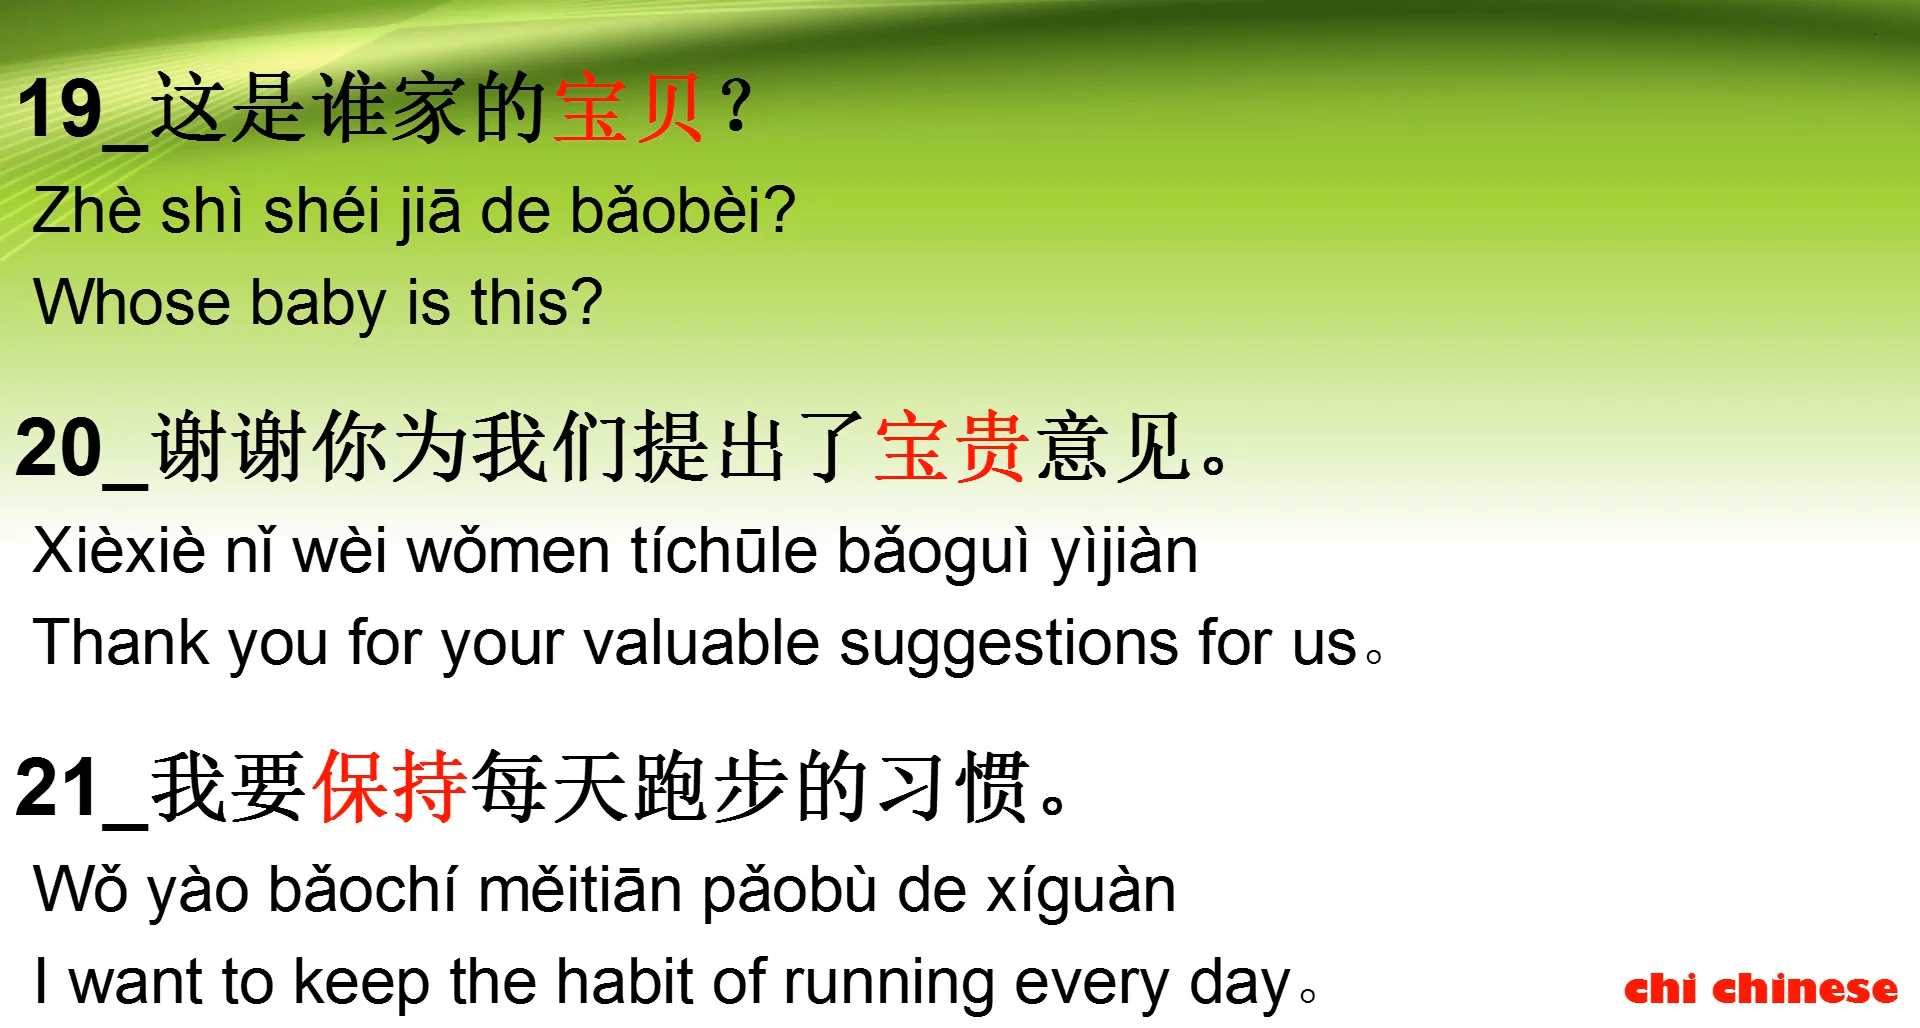 19_这是谁家的宝贝？
Zhè shì shéi jiā de bǎobèi?
Whose baby is this?
20_谢谢你为我们提出了宝贵意见。
Xièxiè nǐ wèi wǒmen tíchūle bǎoguì yìjiàn
Thank you for your valuable suggestions for us。
21_我要保持每天跑步的习惯。
Wǒ yào bǎochí měitiān pǎobù de xíguàn
I want to keep the habit of running every day。
chi chinese